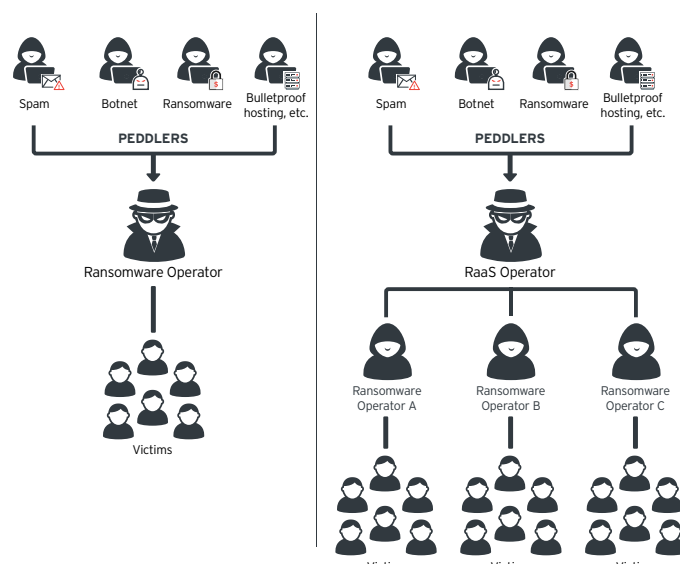 Spam
Botnet
Ransomware
Bulletproof
hosting, etc.
PEDDLERS
Ransomware Operator
Victims
Spam
Botnet
Ransomware
Bulletproof
hosting, etc.
PEDDLERS
RaaS Operator
Ransomware
Operator A
Ransomware
Operator B
Ransomware
Operator C